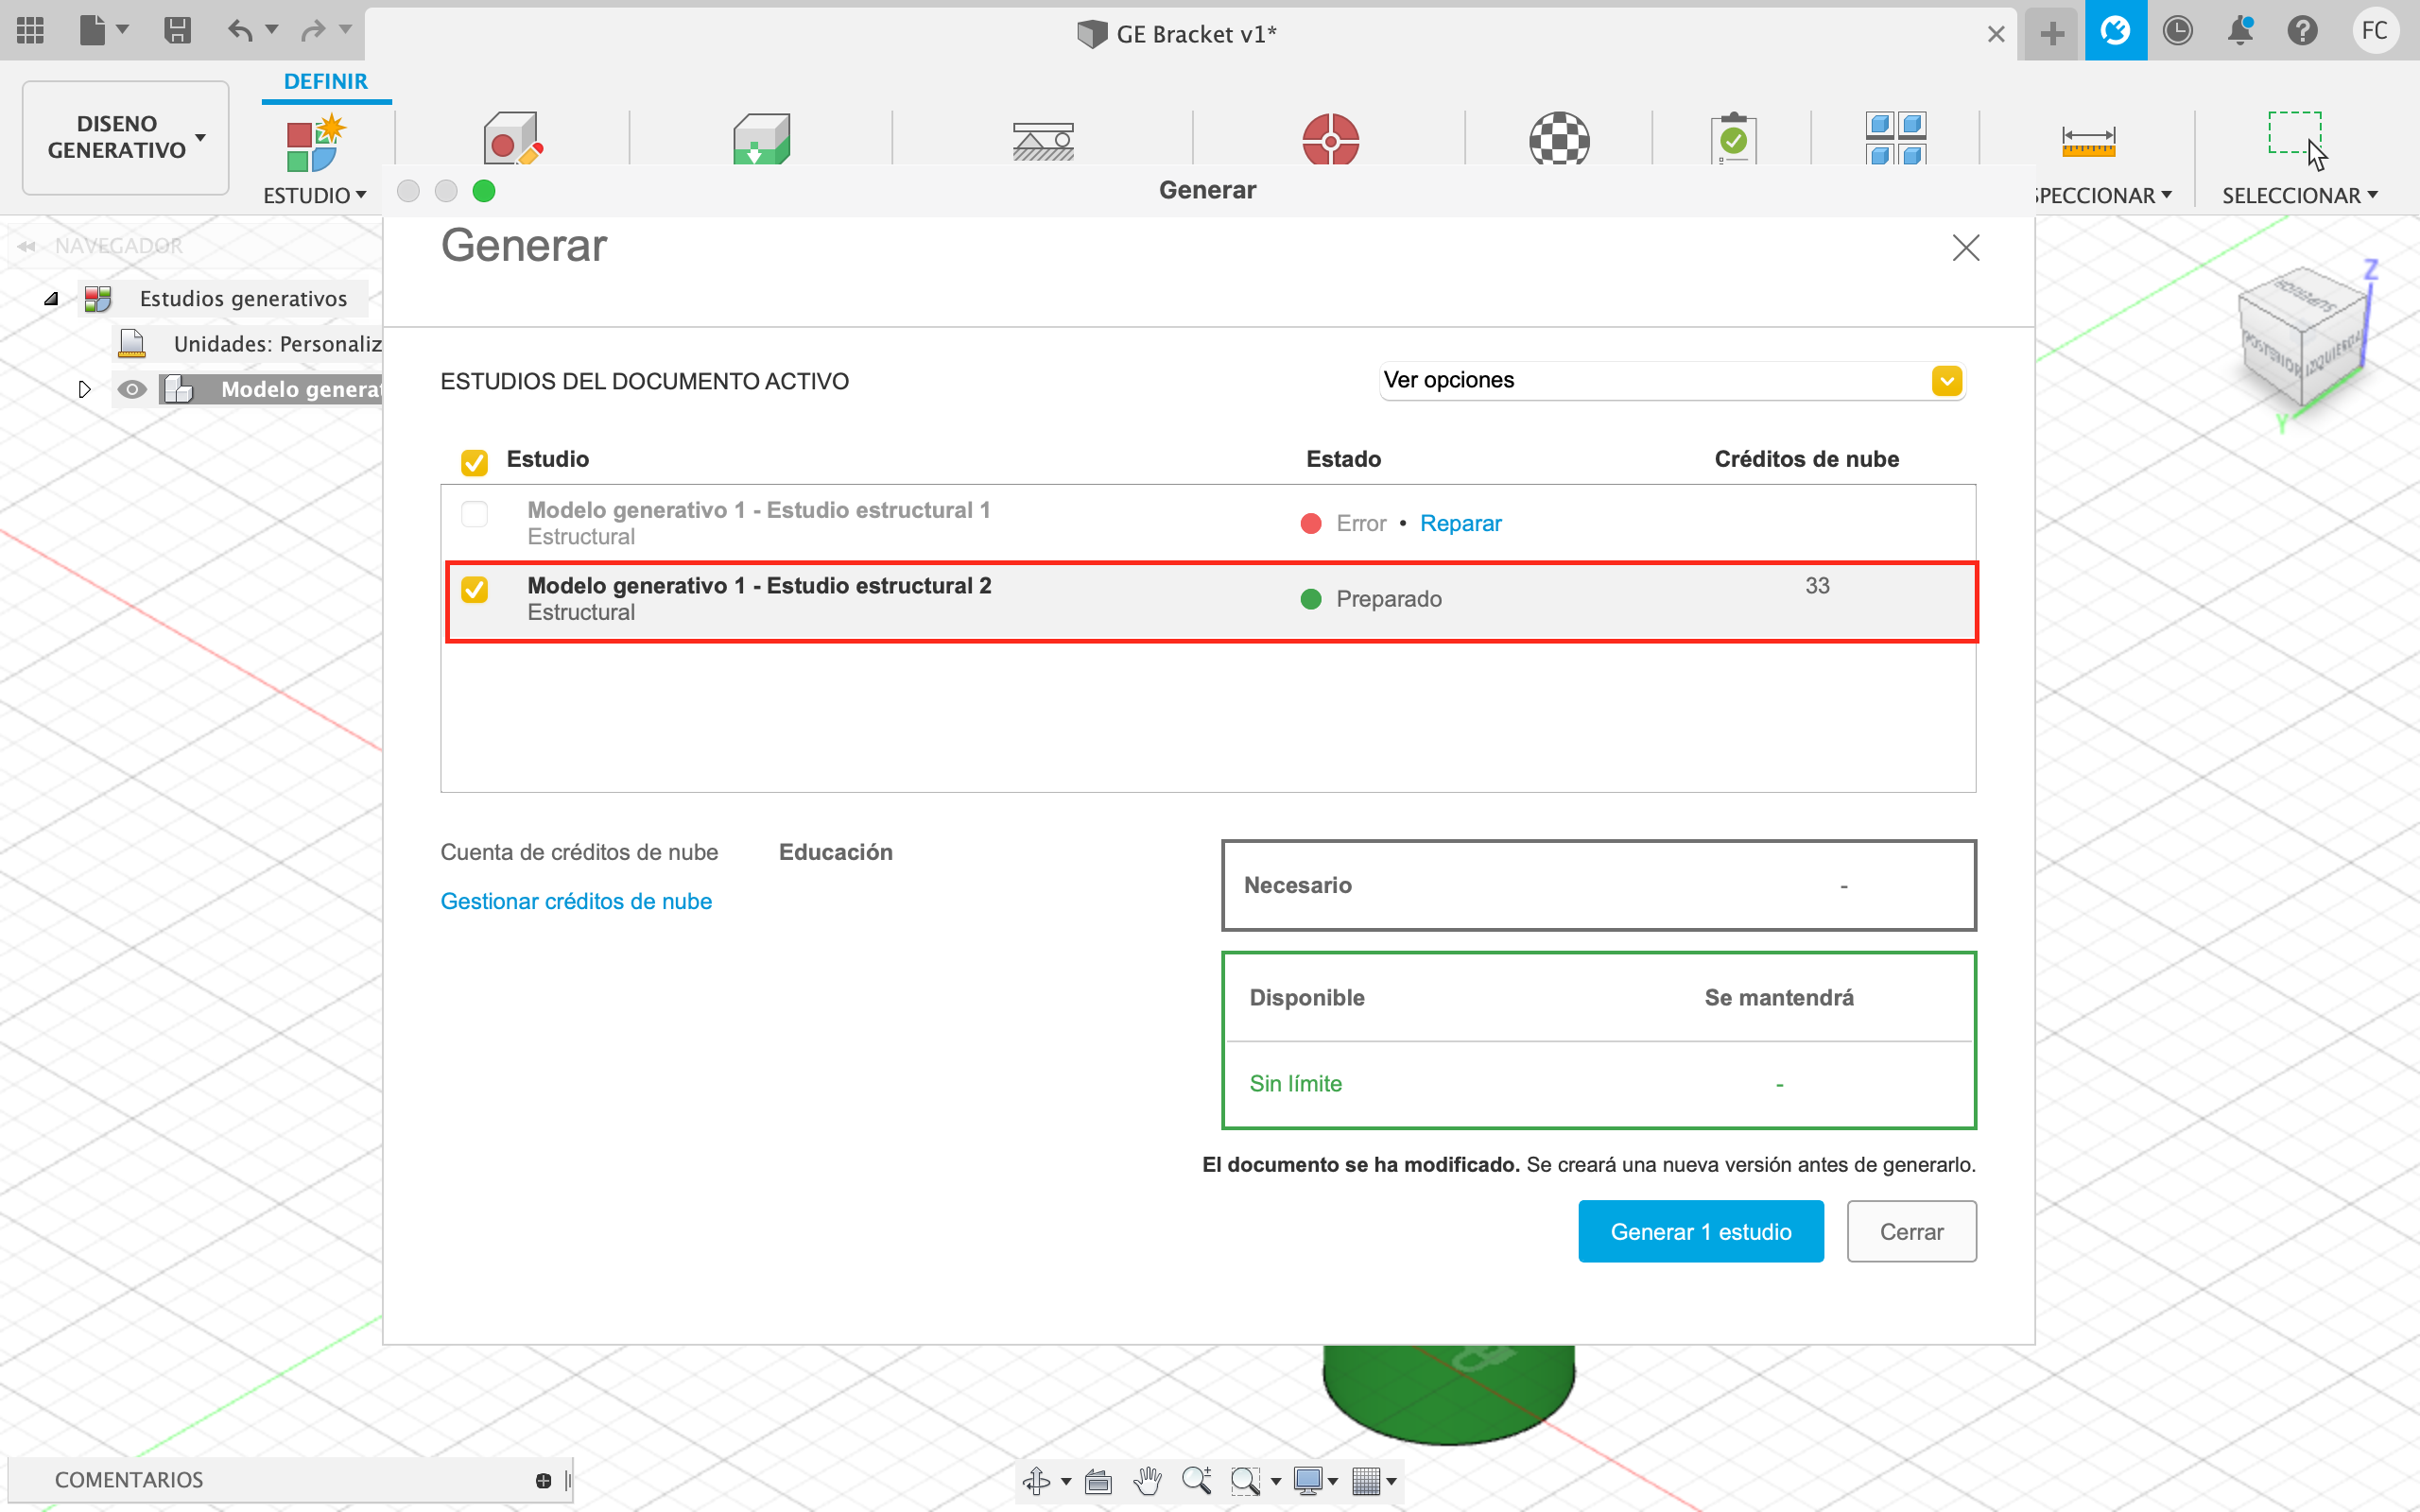 GE Bracket v1*
FC
DEFINIR
DISENO
GENERATIVO
ESTUDIO
SPECCIONAR
SELECCIONAR
Generar
NAVEGADOR
Generar
Estudios generativos
Unidades: Personaliz
Modelo generat
SUPERIOR
POSTERIOR
IZQUIERDA
Z
Y
ESTUDIOS DEL DOCUMENTO ACTIVO
Ver opciones
Estudio
Estado
Créditos de nube
Modelo generativo 1 - Estudio estructural 1
Estructural
Error • Reparar
Modelo generativo 1 - Estudio estructural 2
Estructural
Preparado
33
Cuenta de créditos de nube
Educación
Gestionar créditos de nube
Necesario
-
Disponible
Se mantendrá
Sin límite
-
El documento se ha modificado. Se creará una nueva versión antes de generarlo.
Generar 1 estudio
Cerrar
COMENTARIOS